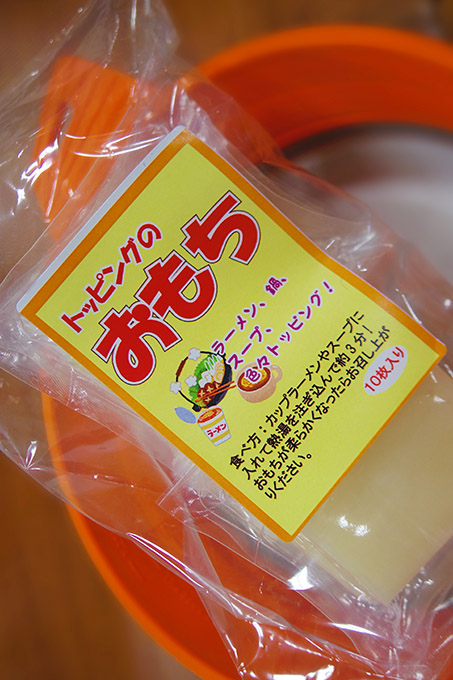 トッピングの
おもち
ラーメン、鍋、
スープ、
色々トッピング!
ラーメン
10枚入り
食べ方:カップラーメンやスープに
入れて熱湯を注ぎ込んで約3分!
おもちが柔らかくなったらお召し上が
りください。